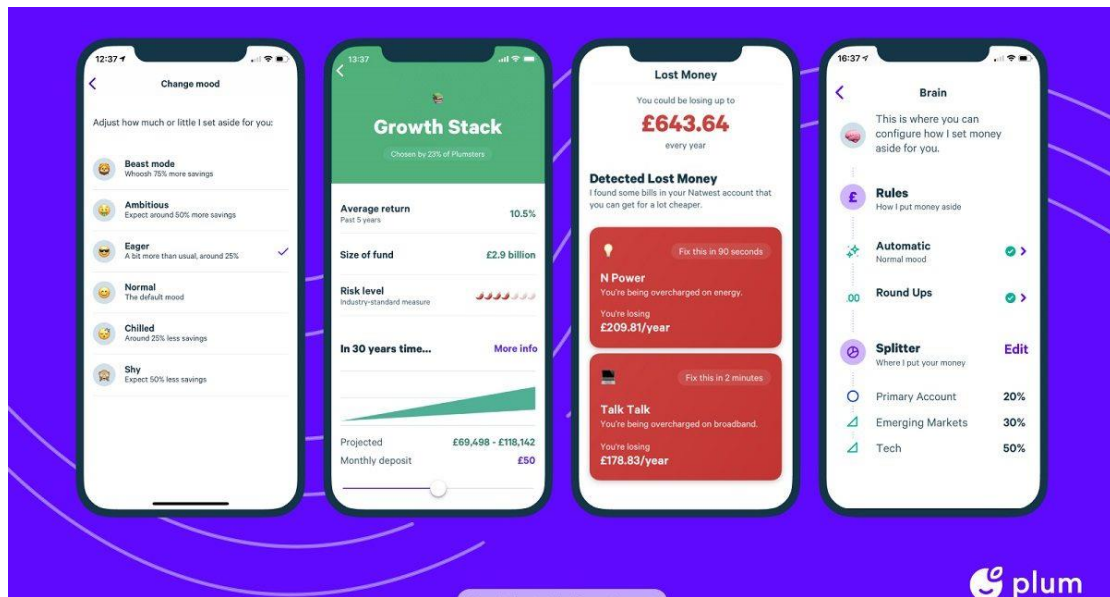 12:37
Change mood
Adjust how much or little I set aside for you:
Beast mode
Whoosh 75% more savings
Ambitious
Expect around 50% more savings
Eager
A bit more than usual, around 25%
Normal
The default mood
Chilled
Around 25% less savings
Shy
Expect 50% less savings
13:37
Growth Stack
Chosen by 23% of Plumsters
Average return
Past 5 years
10.5%
Size of fund
£2.9 billion
Risk level
Industry-standard measure
In 30 years time...
More info
Projected
£69,498 - £118,142
Monthly deposit
£50
Lost Money
You could be losing up to
£643.64
every year
Detected Lost Money
I found some bills in your Natwest account that
you can get for a lot cheaper.
Fix this in 90 seconds
N Power
You're being overcharged on energy.
You're losing
£209.81/year
Fix this in 2 minutes
Talk Talk
You're being overcharged on broadband.
You're losing
£178.83/year
16:37
Brain
This is where you can
configure how I set money
aside for you.
£
Rules
How I put money aside
Automatic
Normal mood
.00
Round Ups
Splitter
Edit
Where I put your money
Primary Account
20%
Emerging Markets
30%
Tech
50%
plum